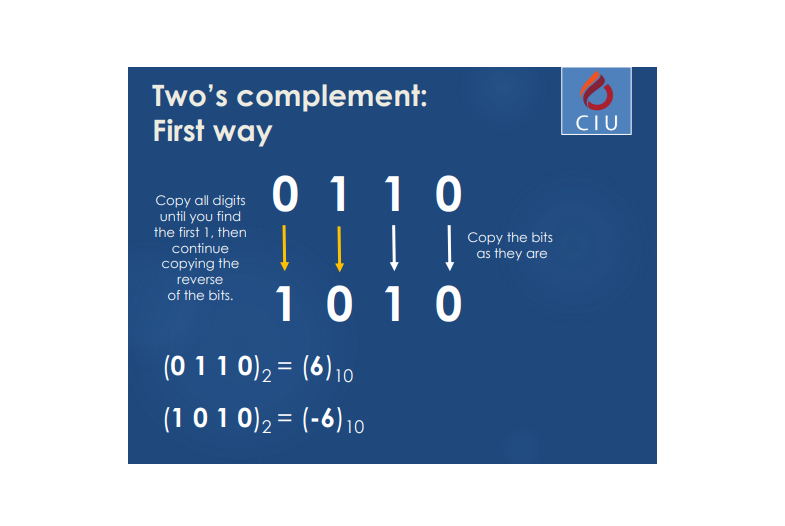 Two’s complement:
First way
CIU
0 1 1 0
Copy all digits
until you find
the first 1, then
continue
copying the
reverse
of the bits.
Copy the bits
as they are
1 0 1 0
(0 1 1 0)2 = (6)10
(1 0 1 0)2 = (-6)10